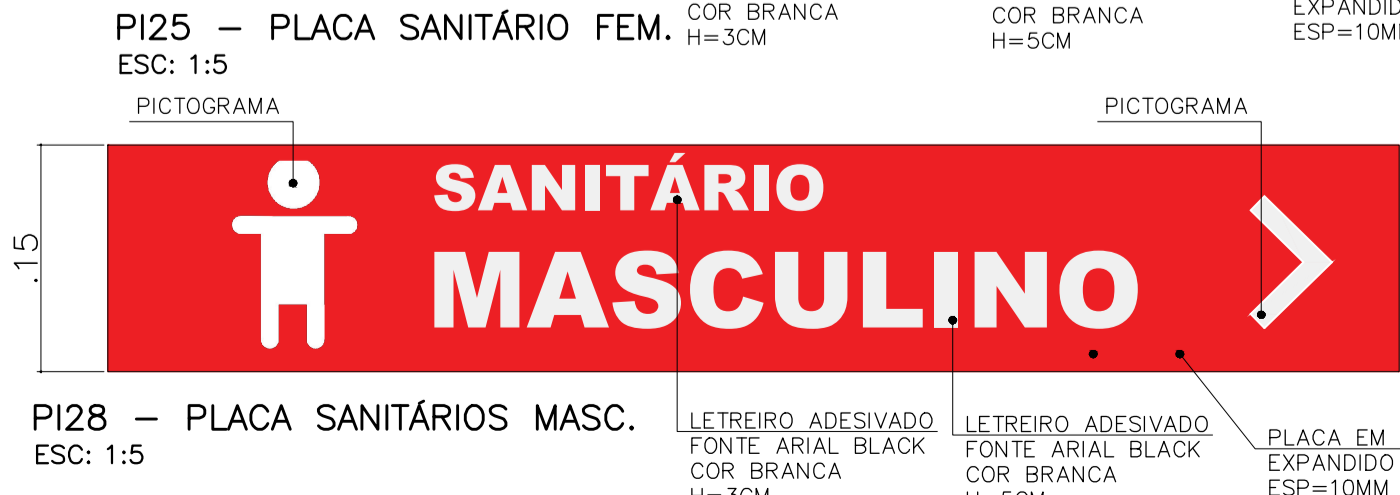 PI25 – PLACA SANITÁRIO FEM.
ESC: 1:5
COR BRANCA
H=3CM
COR BRANCA
H=5CM
ESP=10M
PICTOGRAMA
PICTOGRAMA
.15
SANITÁRIO
MASCULINO
PI28 – PLACA SANITÁRIOS MASC.
ESC: 1:5
LETREIRO ADESIVADO
FONTE ARIAL BLACK
COR BRANCA
LETREIRO ADESIVADO
FONTE ARIAL BLACK
COR BRANCA
PLACA EM
EXPANDIDO
ESP=10MM